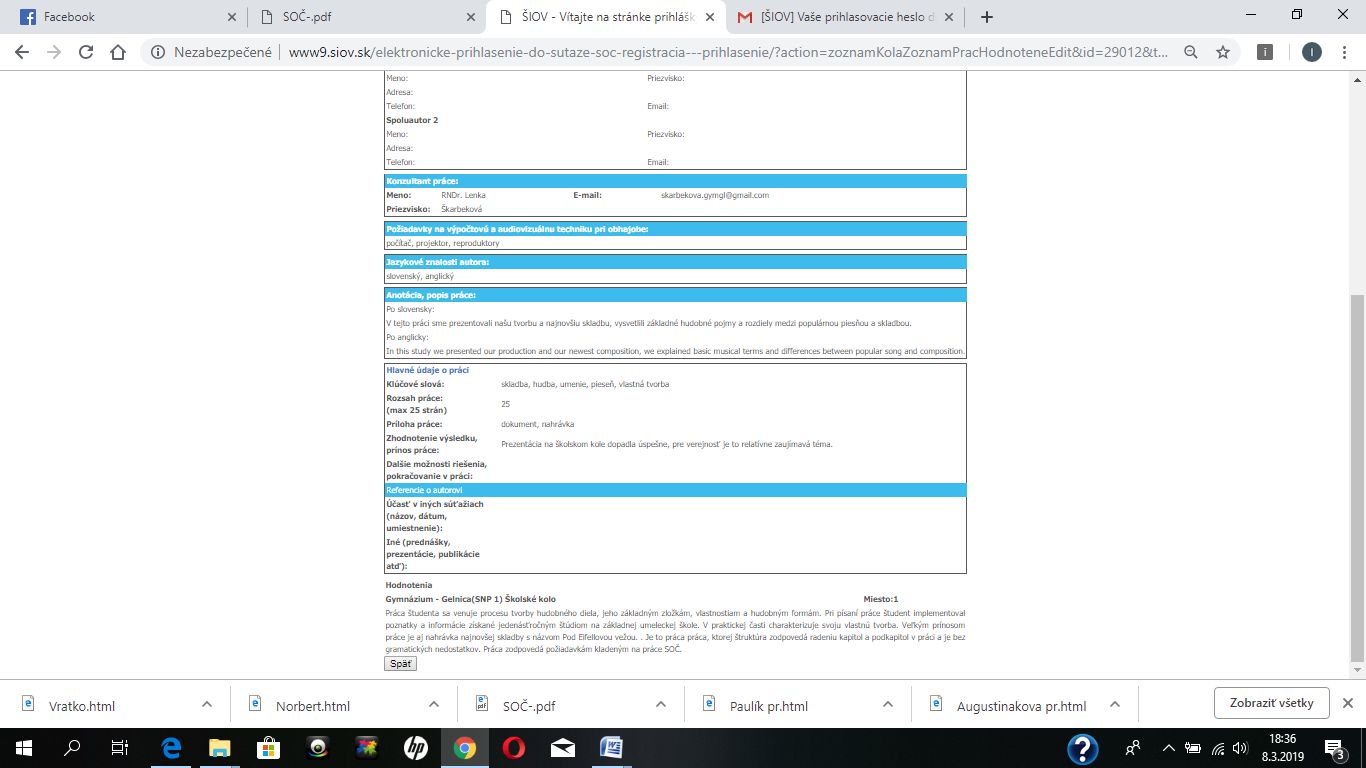 Facebook
SOČ-.pdf
ŠIOV - Vítajte na stránke prihlášk
[ŠIOV] Vaše prihlasovacie heslo d
Nezabezpečené
www9.siov.sk/elektronicke-prihlasenie-do-sutaze-soc-registracia---prihlasenie/?action=zoznamKolaZoznamPracHodnoteneEdit&id=29012&t...
I
Meno: Priezvisko:
Adresa:
Telefon: Email:
Spoluautor 2
Meno: Priezvisko:
Adresa:
Telefon: Email:
Konzultant práce:
Meno: RNDr. Lenka E-mail: skarbekova.gymgl@gmail.com
Priezvisko: Škarbeková
Požiadavky na výpočtovú a audiovizuálnu techniku pri obhajobe:
počítač, projektor, reproduktory
Jazykové znalosti autora:
slovenský, anglický
Anotácia, popis práce:
Po slovensky:
V tejto práci sme prezentovali našu tvorbu a najnovšiu skladbu, vysvetlili základné hudobné pojmy a rozdiely medzi populárnou piesňou a skladbou.
Po anglicky:
In this study we presented our production and our newest composition, we explained basic musical terms and differences between popular song and composition.
Hlavné údaje o práci
Klúčové slová: skladba, hudba, umenie, pieseň, vlastná tvorba
Rozsah práce:
(max 25 strán) 25
Príloha práce: dokument, nahrávka
Zhodnotenie výsledku,
prínos práce: Prezentácia na školskom kole dopadla úspešne, pre verejnosť je to relatívne zaujímavá téma.
Dalšie možnosti riešenia,
pokračovanie v práci:
Referencie o autorovi
Účasť v iných súťažiach
(názov, dátum,
umiestnenie):
Iné (prednášky,
prezentácie, publikácie
atď):
Hodnotenia
Gymnázium - Gelnica(SNP 1) Školské kolo Miesto:1
Práca študenta sa venuje procesu tvorby hudobného diela, jeho základným zložkám, vlastnostiam a hudobným formám. Pri písaní práce študent implementoval
poznatky a informácie získané jedenásťročným štúdiom na základnej umeleckej škole. V praktickej časti charakterizuje svoju vlastnú tvorbu. Veľkým prínosom
práce je aj nahrávka najnovšej skladby s názvom Pod Eifellovou vežou. . Je to práca práca, ktorej štruktúra zodpovedá radeniu kapitol a podkapitol v práci a je bez
gramatických nedostatkov. Práca zodpovedá požiadavkám kladeným na práce SOČ.
Späť
Vratko.html
Norbert.html
SOČ-.pdf
Paulík pr.html
Augustinakova pr.html
Zobraziť všetky
18:36
8.3.2019
3